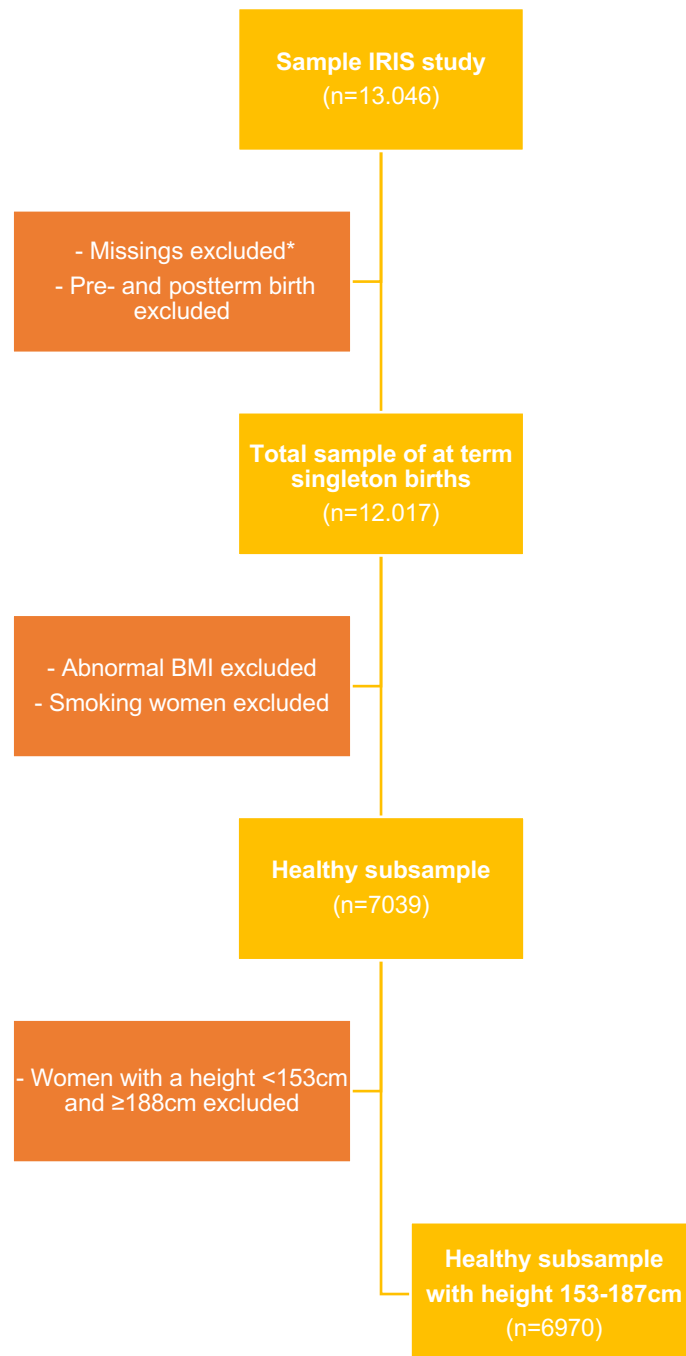 Sample IRIS study
(n=13.046)
- Missings excluded*
- Pre- and postterm birth
excluded
Total sample of at term
singleton births
(n=12.017)
- Abnormal BMI excluded
- Smoking women excluded
Healthy subsample
(n=7039)
- Women with a height <153cm
and ≥188cm excluded
Healthy subsample
with height 153-187cm
(n=6970)